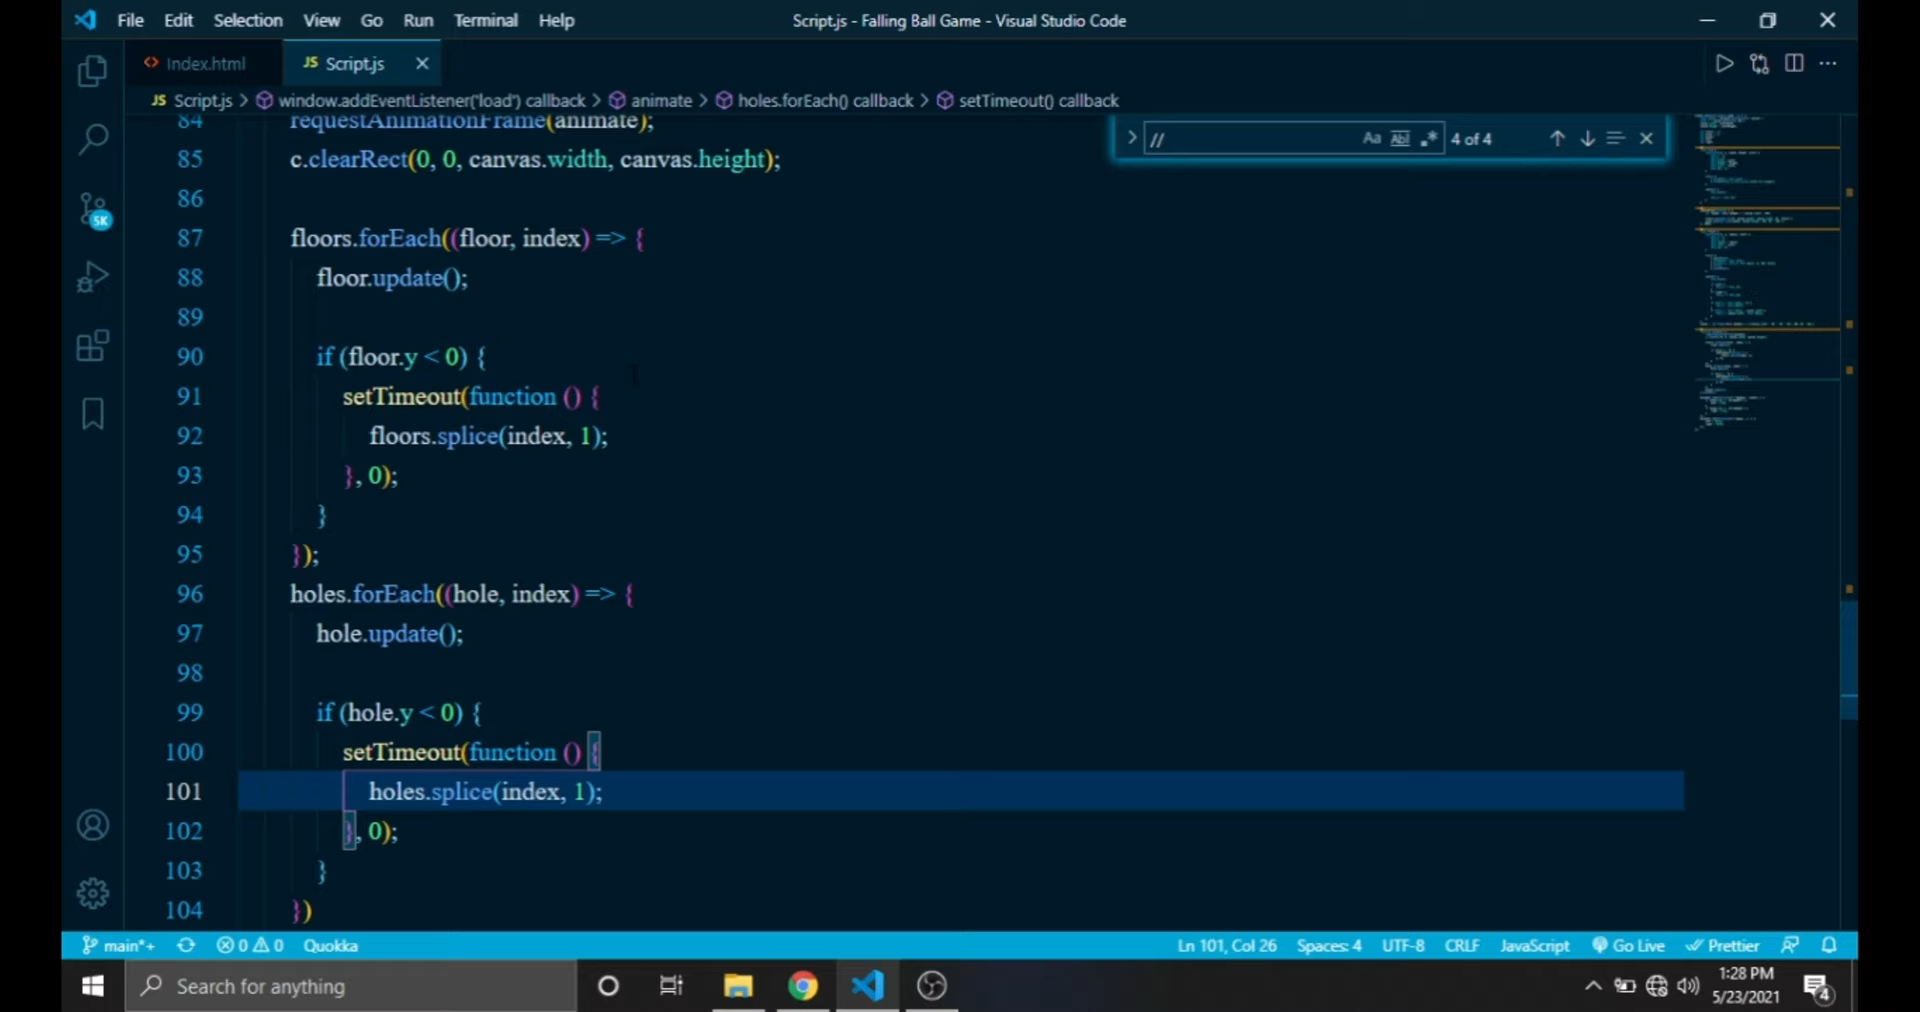 File Edit Selection View Go Run Terminal Help Script.js - Falling Ball Game - Visual Studio Code
<> Index.html JS Script.js
JS Script.js > window.addEventListener('load') callback > animate > holes.forEach() callback > setTimeout() callback
// Aa Abl .* 4 of 4
84 requestAnimationFrame(animate);
85 c.clearRect(0, 0, canvas.width, canvas.height);
86
87 floors.forEach((floor, index) => {
88 floor.update();
89
90 if (floor.y < 0) {
91 setTimeout(function () {
92 floors.splice(index, 1);
93 }, 0);
94 }
95 });
96 holes.forEach((hole, index) => {
97 hole.update();
98
99 if (hole.y < 0) {
100 setTimeout(function () {
101 holes.splice(index, 1);
102 }, 0);
103 }
104 })
5K
main*+ 0 0 Quokka Ln 101, Col 26 Spaces: 4 UTF-8 CRLF JavaScript Go Live Prettier
Search for anything
1:28 PM
5/23/2021
4